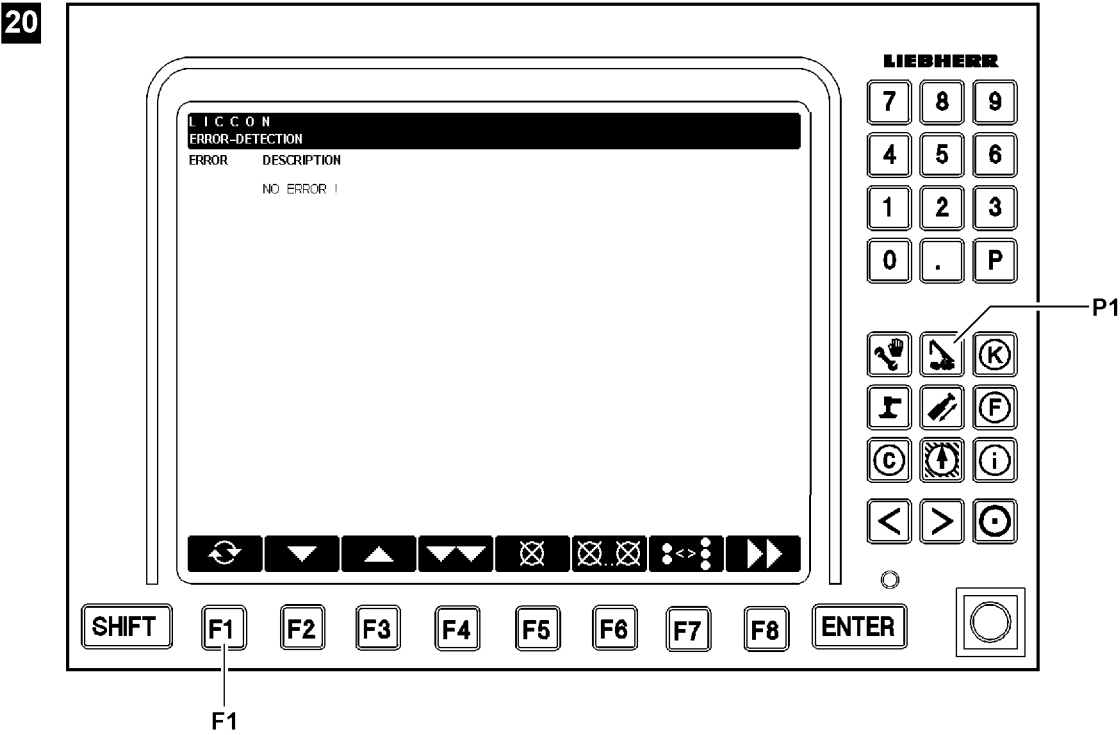 20
LIEBHERR
LICCON
ERROR-DETECTION
ERROR DESCRIPTION
NO ERROR !
7 8 9
4 5 6
1 2 3
0 . P
P1
K
F
C i
< >
<>
SHIFT F1 F2 F3 F4 F5 F6 F7 F8 ENTER
F1